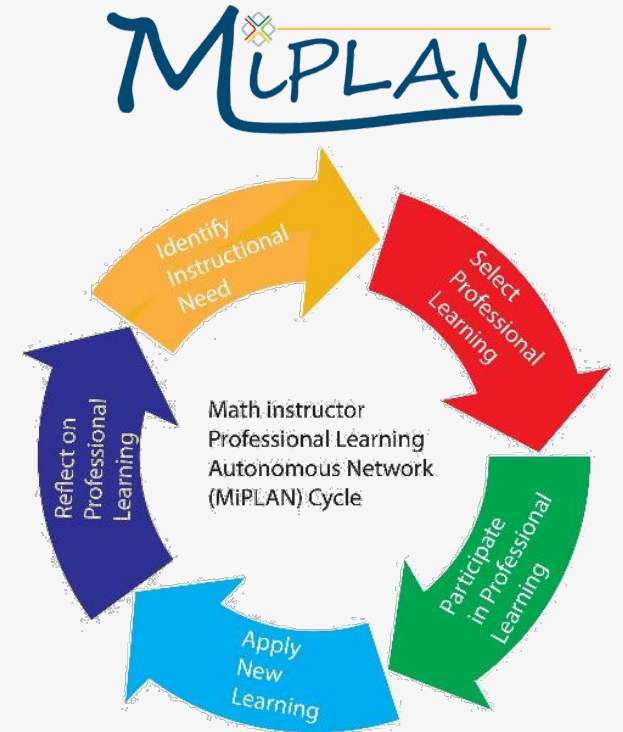 MiPLAN
Identify
Instructional
Need
Select
Professional
Learning
Participate
in Professional
Learning
Apply
New
Learning
Reflect on
Professional
Learning
Math instructor
Professional Learning
Autonomous Network
(MiPLAN) Cycle